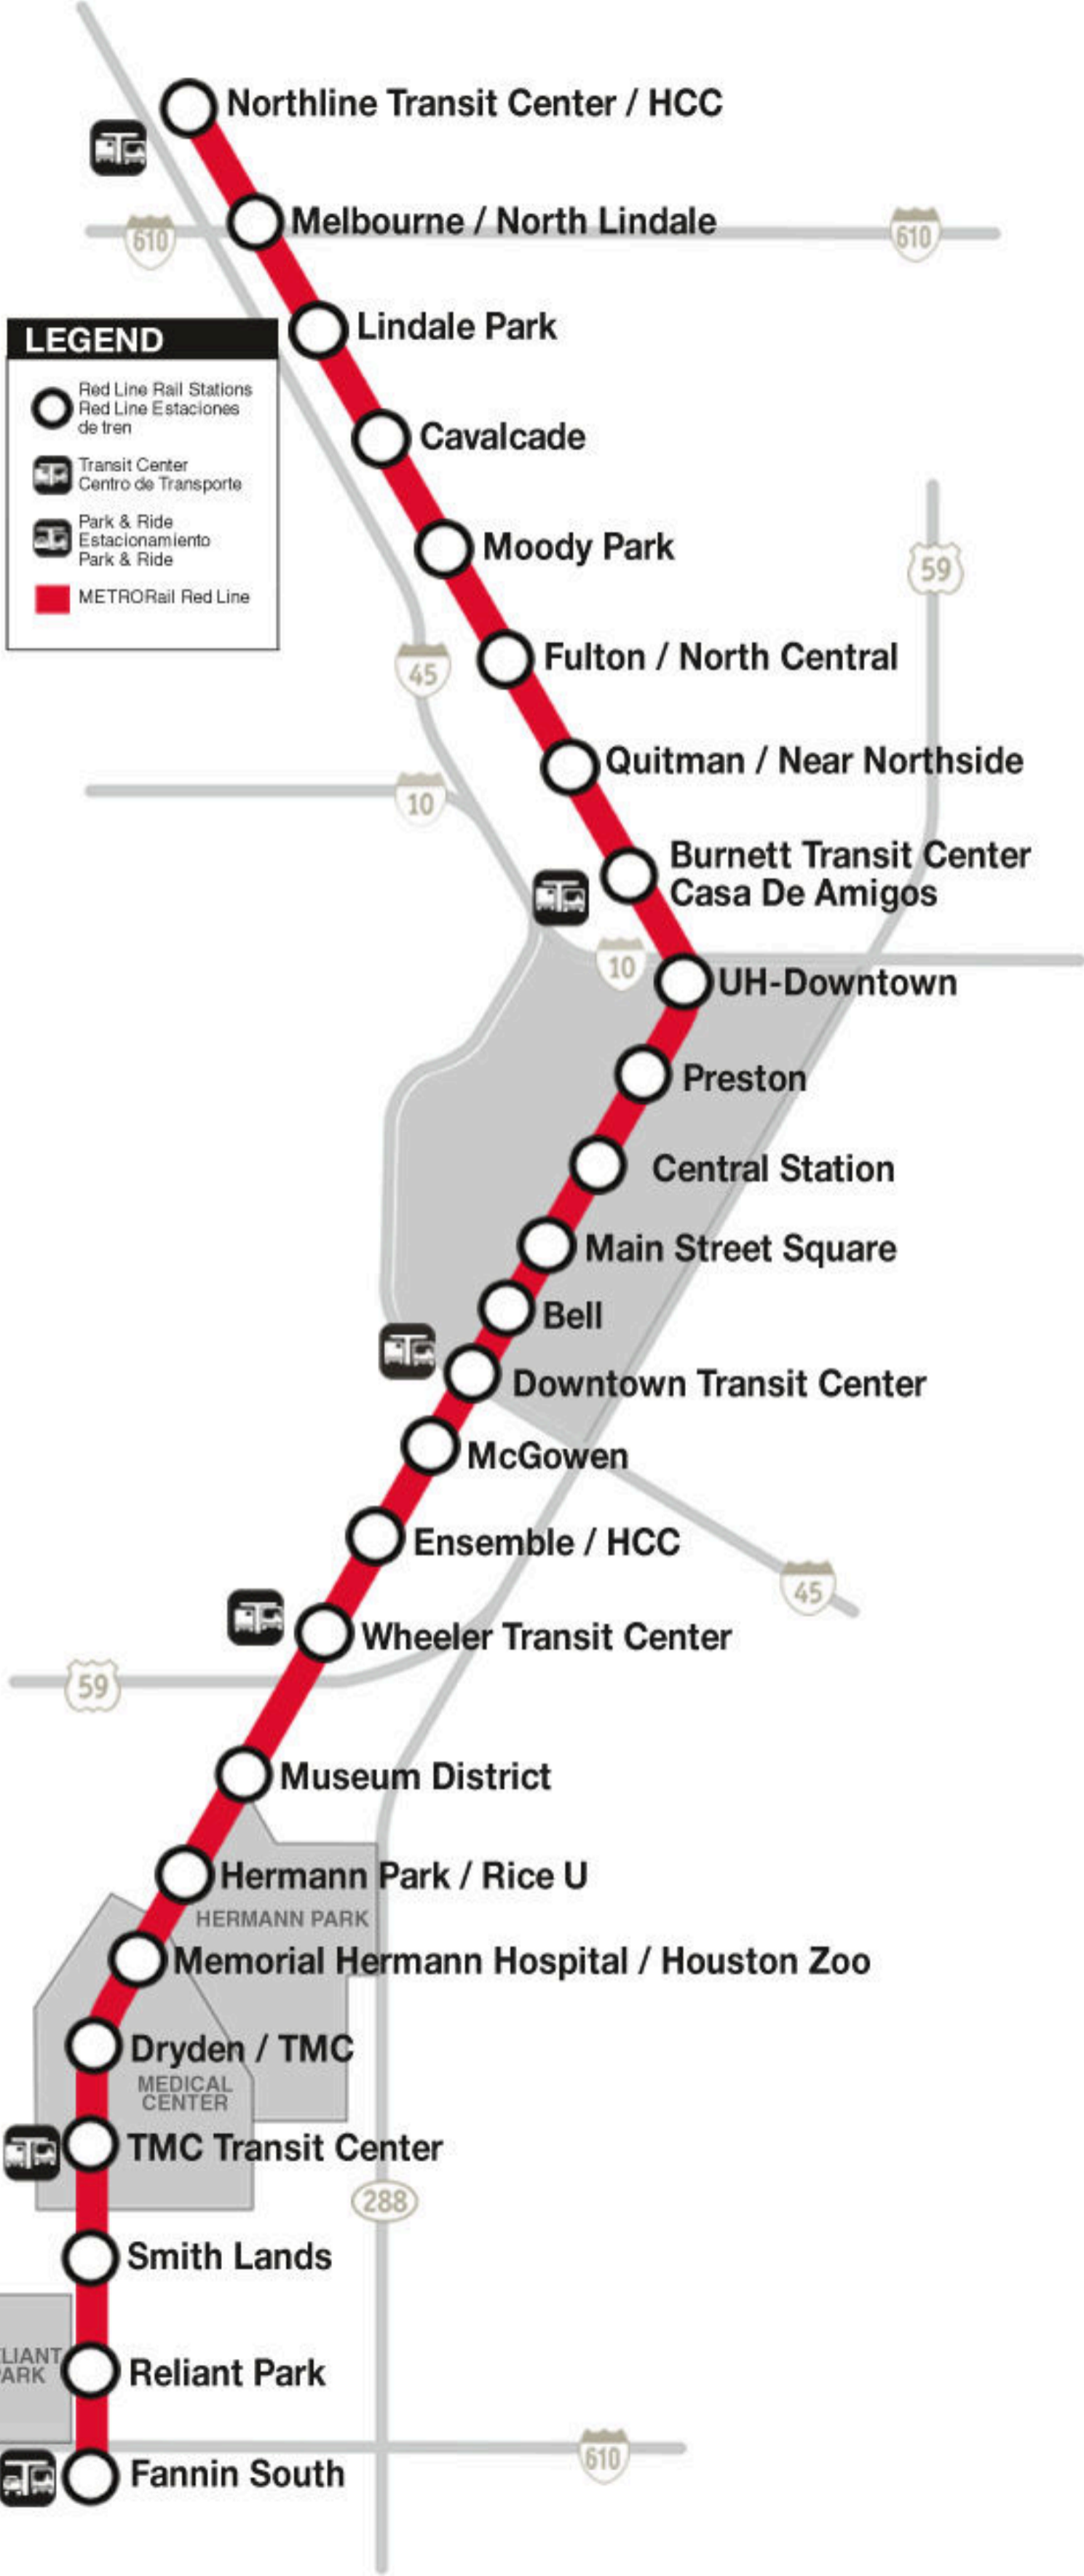 Northline Transit Center / HCC
Melbourne / North Lindale
610
610
Lindale Park
LEGEND
Red Line Rail Stations
Red Line Estaciones
de tren
Transit Center
Centro de Transporte
Park & Ride
Estacionamiento
Park & Ride
METRORail Red Line
Cavalcade
Moody Park
59
Fulton / North Central
45
Quitman / Near Northside
10
Burnett Transit Center
Casa De Amigos
10
UH-Downtown
Preston
Central Station
Main Street Square
Bell
Downtown Transit Center
McGowen
Ensemble / HCC
45
Wheeler Transit Center
59
Museum District
Hermann Park / Rice U
HERMANN PARK
Memorial Hermann Hospital / Houston Zoo
Dryden / TMC
MEDICAL
CENTER
TMC Transit Center
288
Smith Lands
LIANT
ARK
Reliant Park
610
Fannin South